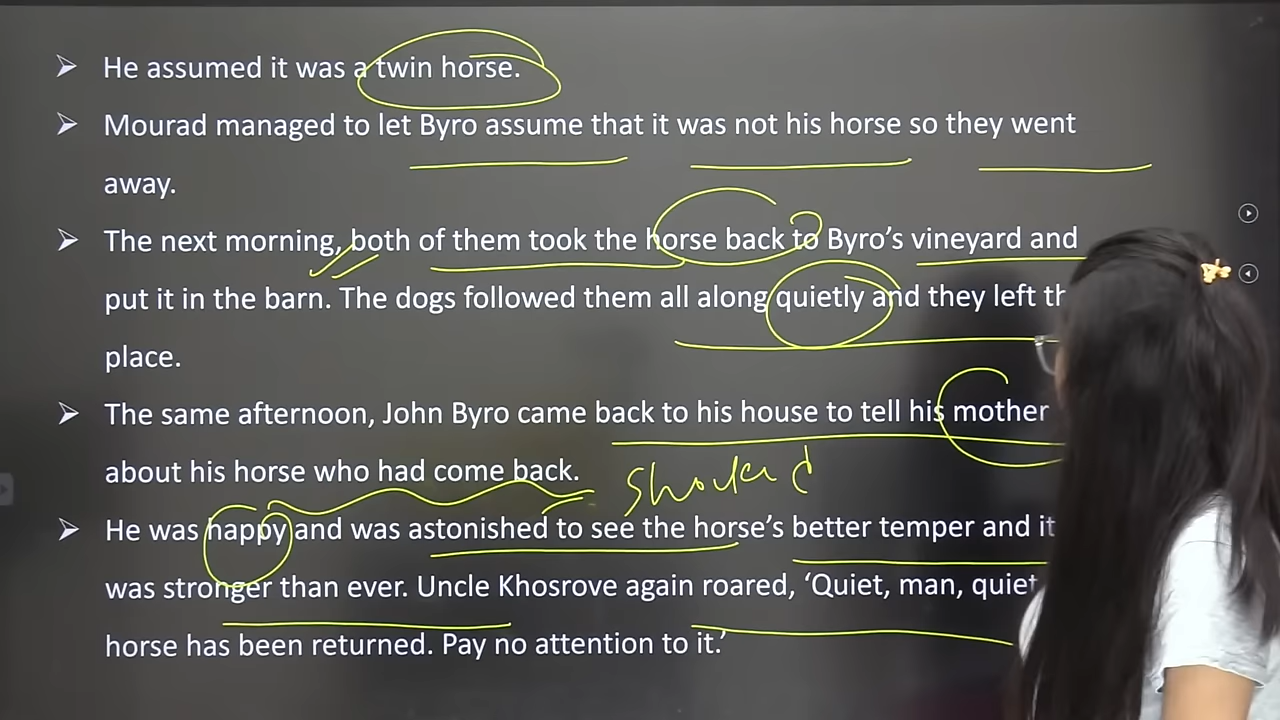 He assumed it was a twin horse.
Mourad managed to let Byro assume that it was not his horse so they went
away.
The next morning, both of them took the horse back to Byro's vineyard and
put it in the barn. The dogs followed them all along quietly and they left
place.
The same afternoon, John Byro came back to his house to tell his mother
about his horse who had come back.
He was happy and was astonished to see the horse's better temper and it
was stronger than ever. Uncle Khosrove again roared, ‘Quiet, man, quiet
horse has been returned. Pay no attention to it.’